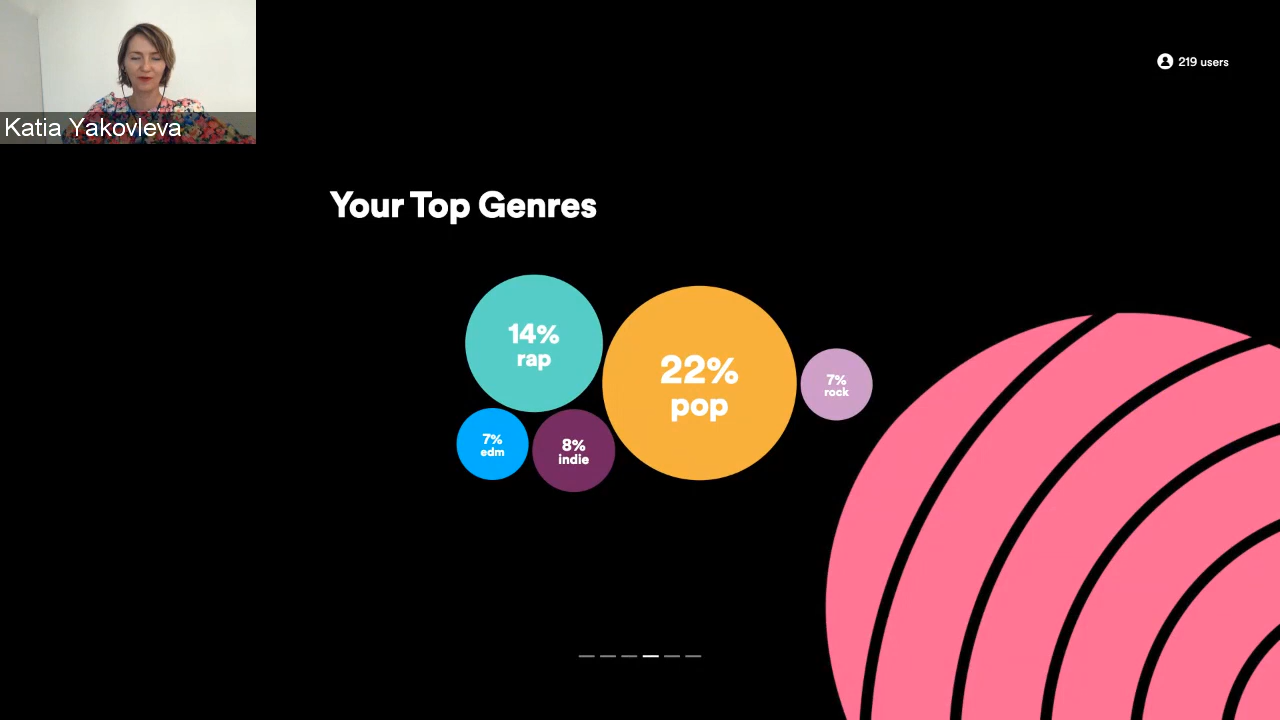 Katia Yakovleva
219 users
Your Top Genres
14%
rap
22%
pop
7%
rock
7%
edm
8%
indie